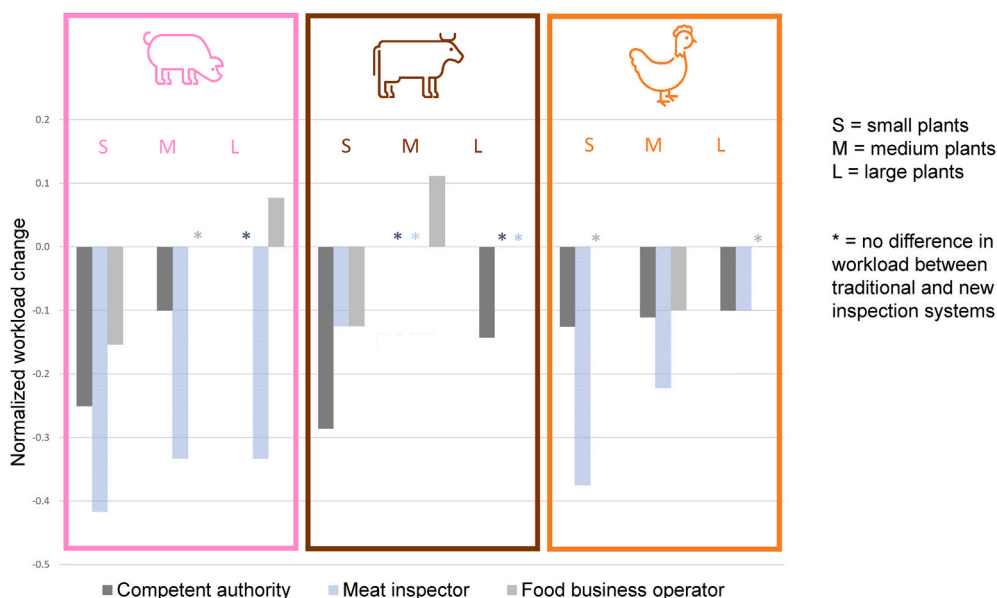 0.2
0.1
0.0
-0.1
-0.2
-0.3
-0.4
-0.5
Normalized workload change
S M L
* *
S M L
* * * *
S M L
* *
S = small plants
M = medium plants
L = large plants
* = no difference in
workload between
traditional and new
inspection systems
Competent authority Meat inspector Food business operator